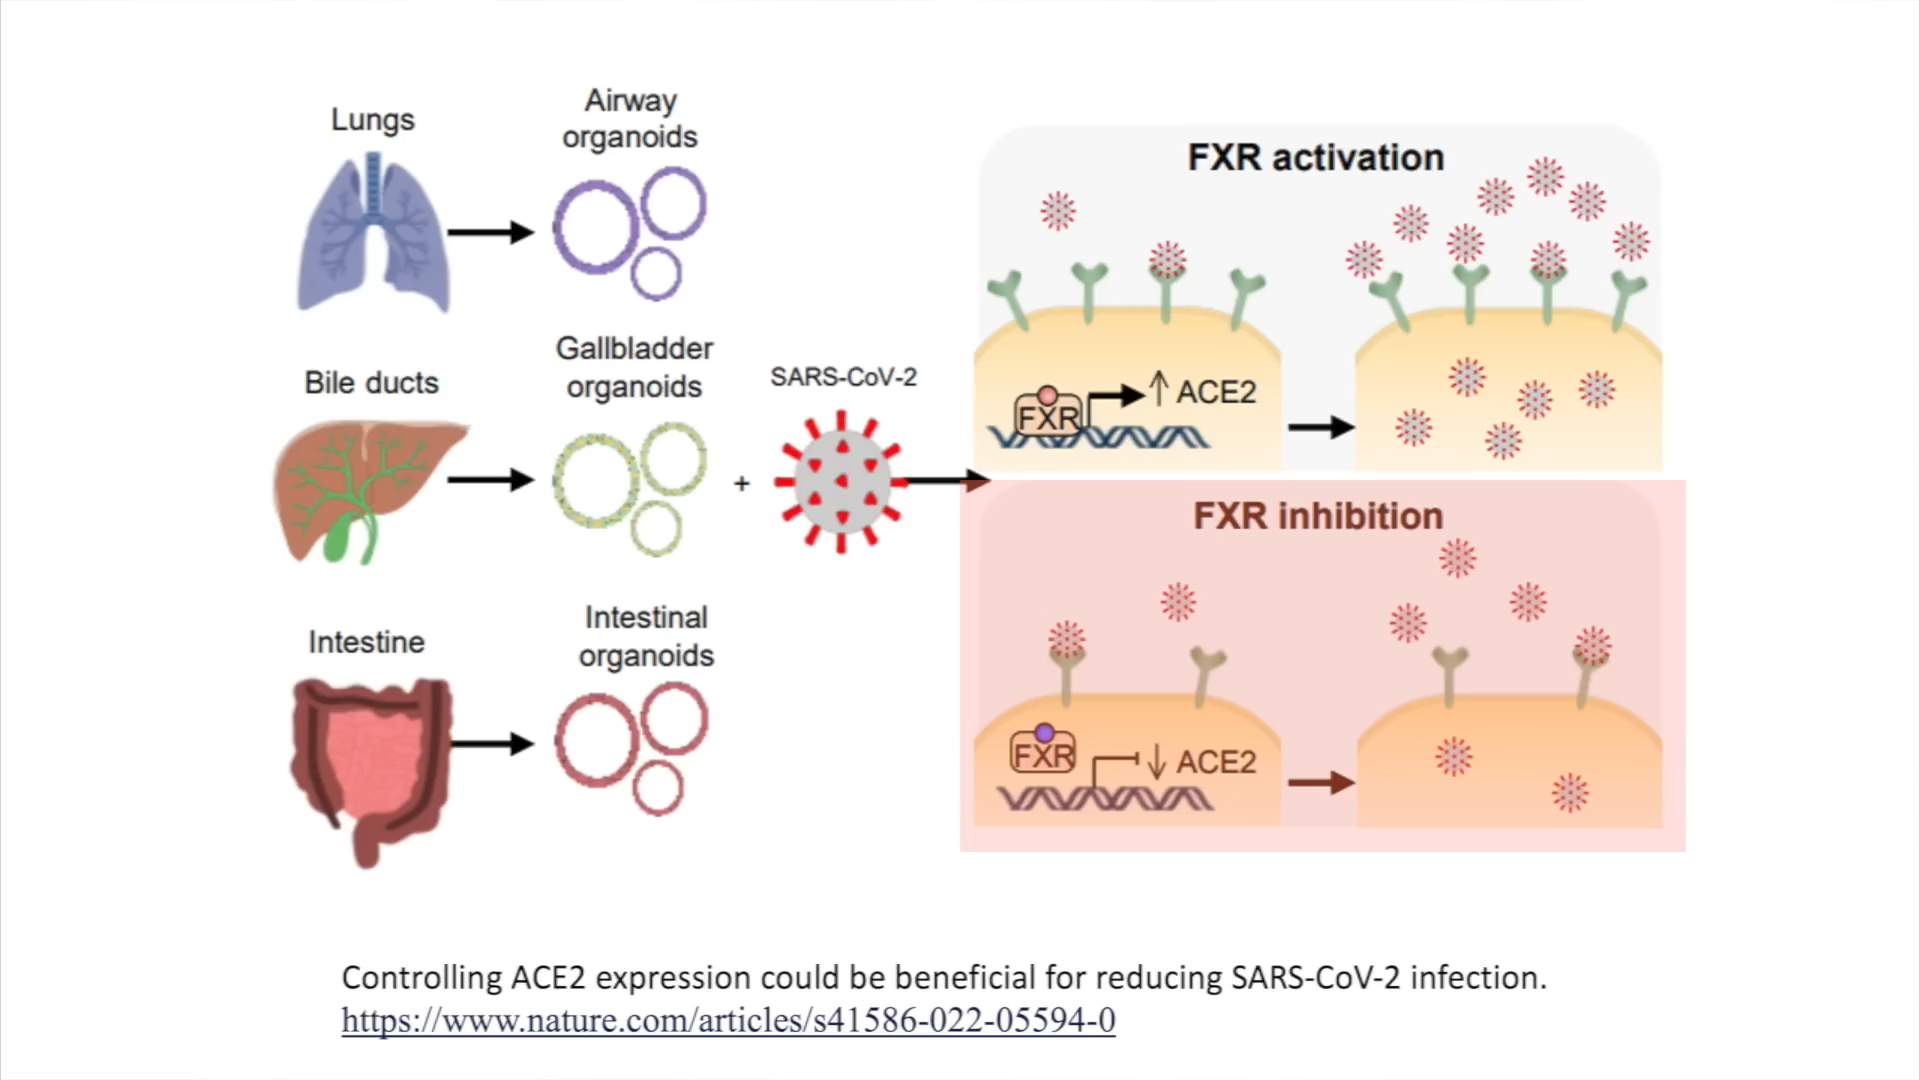 Lungs
Airway
organoids
Bile ducts
Gallbladder
organoids
Intestine
Intestinal
organoids
+
SARS-CoV-2
FXR activation
FXR
↑ ACE2
FXR inhibition
FXR
↓ ACE2
Controlling ACE2 expression could be beneficial for reducing SARS-CoV-2 infection.
https://www.nature.com/articles/s41586-022-05594-0